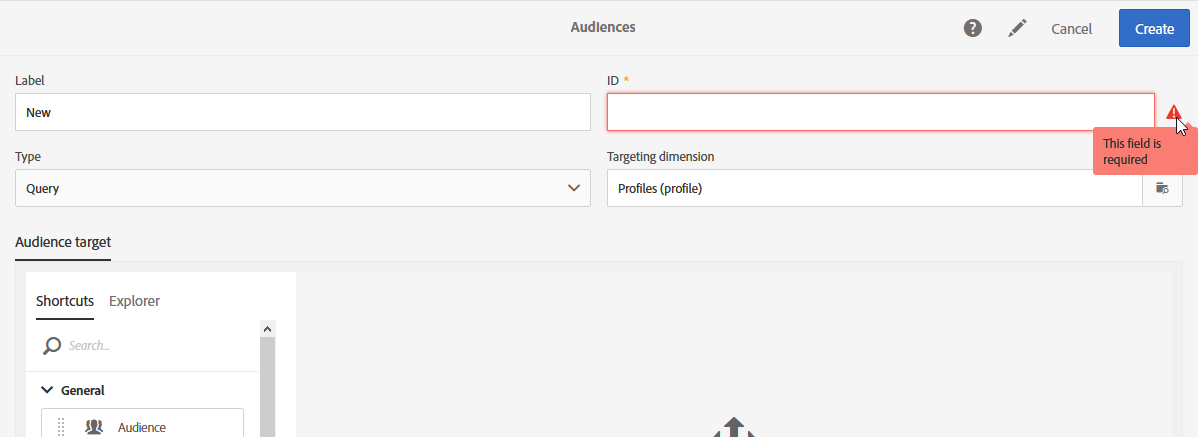 Audiences
?
Cancel
Create
Label
ID *
New
This field is
required
Type
Targeting dimension
Query
Profiles (profile)
Audience target
Shortcuts
Explorer
Search...
General
Audience